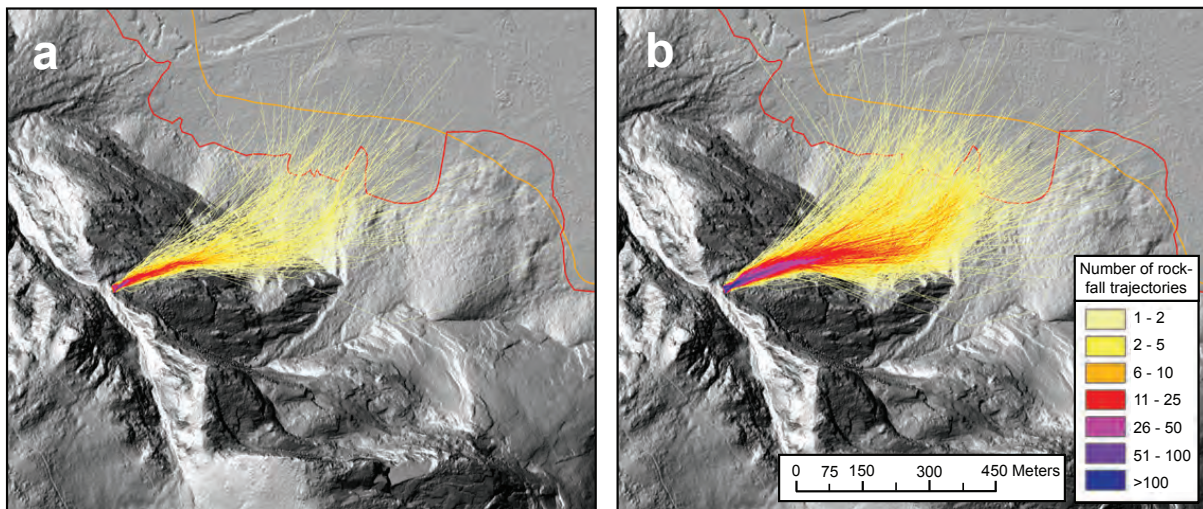 a
b
Number of rock-
fall trajectories
1 - 2
2 - 5
6 - 10
11 - 25
26 - 50
51 - 100
>100
0 75 150 300 450 Meters